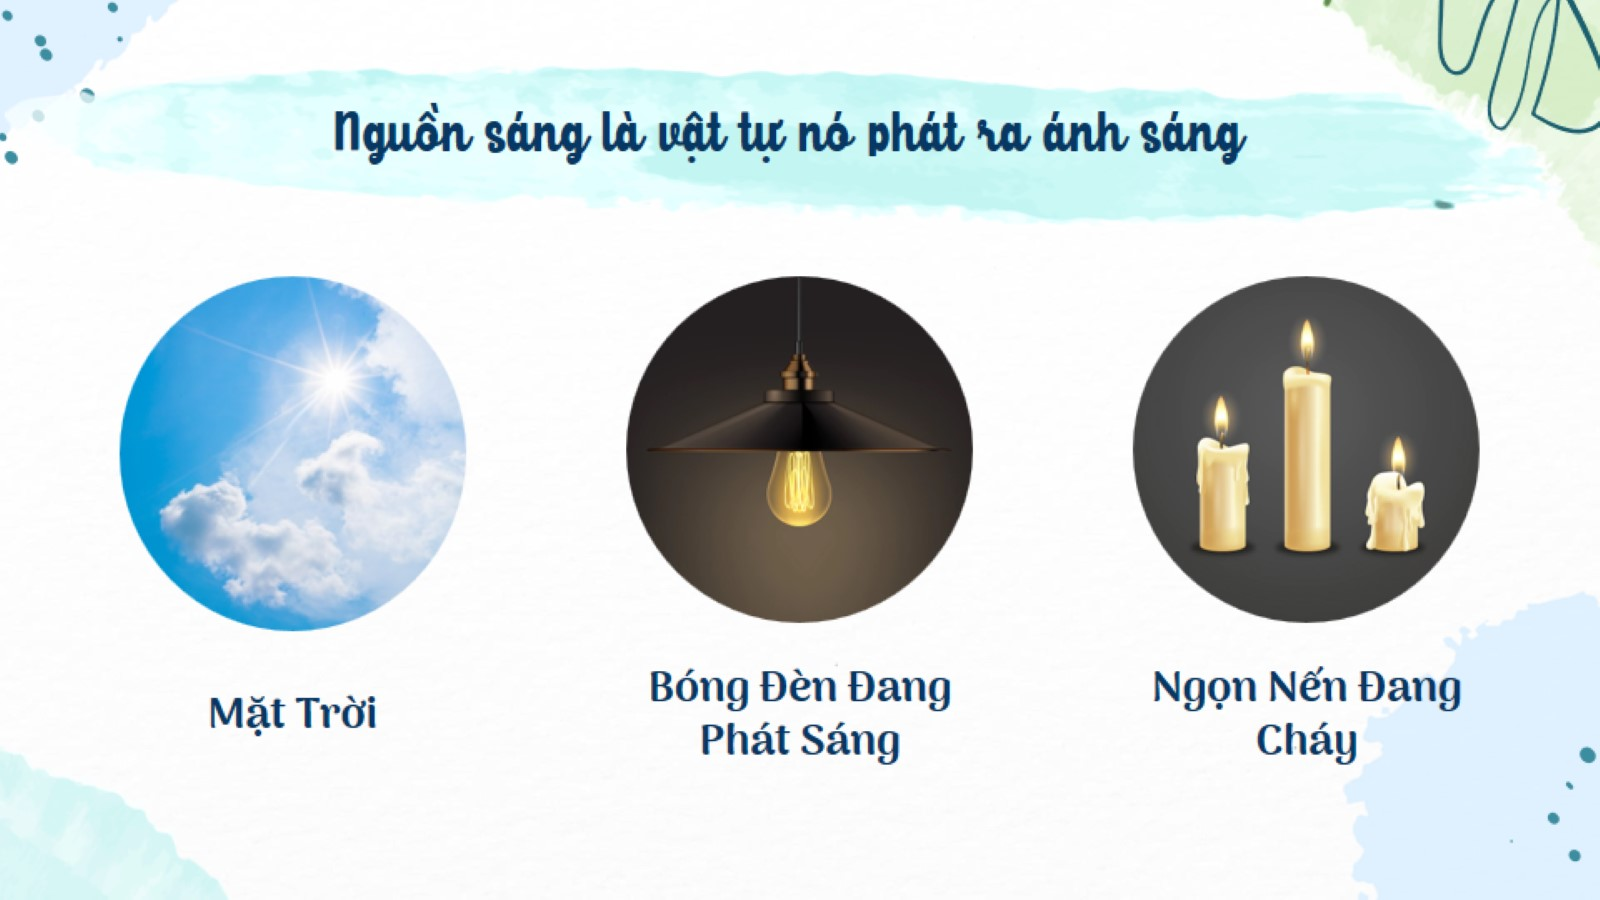 Nguồn sáng là vật tự nó phát ra ánh sáng
Mặt Trời
Bóng Đèn Đang
Phát Sáng
Ngọn Nến Đang
Cháy